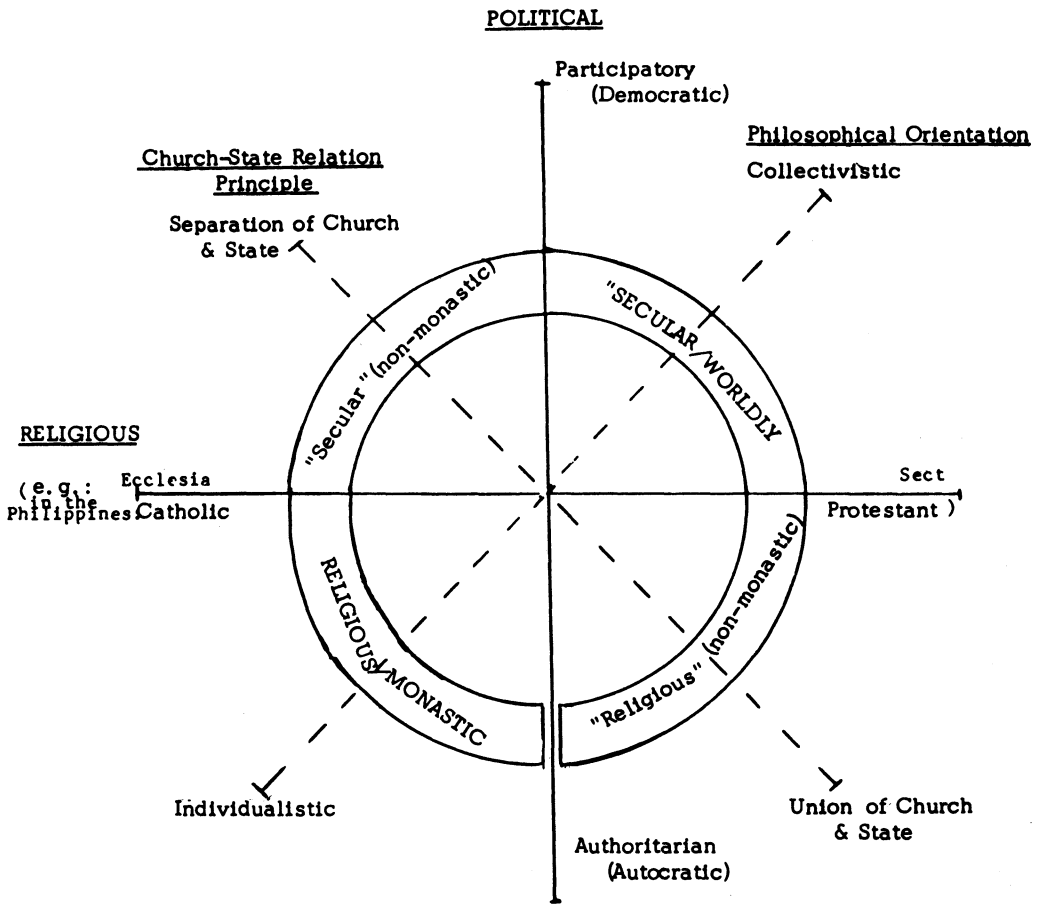 POLITICAL
Participatory
(Democratic)
Philosophical Orientation
Collectivistic
Church-State Relation
Principle
Separation of Church
& State
"Secular" (non-monastic)
"SECULAR/WORLDLY
RELIGIOUS
(e.g.:
in the
Philippines:
Ecclesia
Catholic
Sect
Protestant )
RELIGIOUS/MONASTIC
"Religious" (non-monastic)
Individualistic
Union of Church
& State
Authoritarian
(Autocratic)